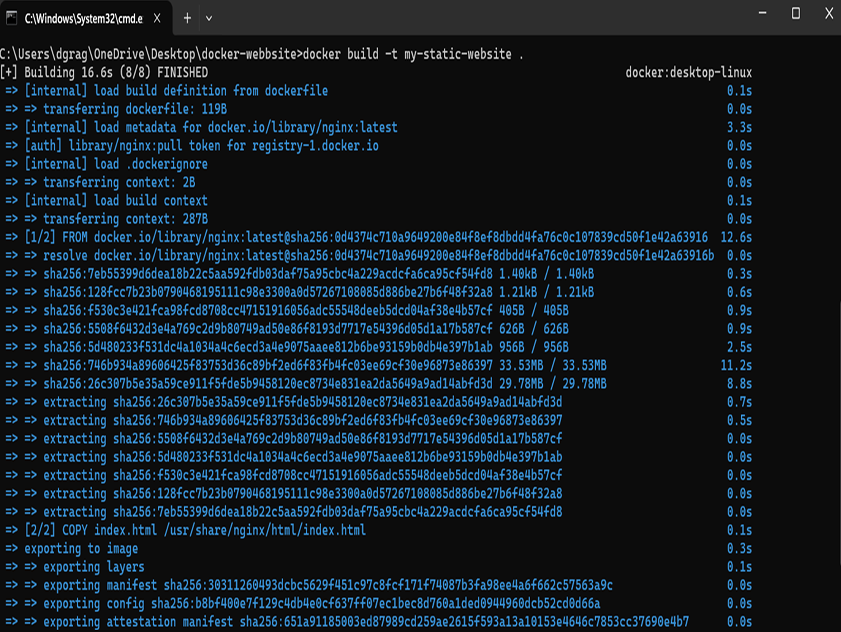 C:\Windows\System32\cmd.e
C:\Users\dgrag\OneDrive\Desktop\docker-webbsite>docker build -t my-static-website .
[+] Building 16.6s (8/8) FINISHED docker:desktop-linux
=> [internal] load build definition from dockerfile 0.1s
=> => transferring dockerfile: 119B 0.0s
=> [internal] load metadata for docker.io/library/nginx:latest 3.3s
=> [auth] library/nginx:pull token for registry-1.docker.io 0.0s
=> [internal] load .dockerignore 0.0s
=> => transferring context: 2B 0.0s
=> [internal] load build context 0.1s
=> => transferring context: 287B 0.0s
=> [1/2] FROM docker.io/library/nginx:latest@sha256:0d4374c710a9649200e84f8ef8dbdd4fa76c0c107839cd50f1e42a63916 12.6s
=> => resolve docker.io/library/nginx:latest@sha256:0d4374c710a9649200e84f8ef8dbdd4fa76c0c107839cd50f1e42a63916b 0.0s
=> => sha256:7eb55399d6dea18b22c5aa592fdb03daf75a95cbc4a229acdcfa6ca95cf54fd8 1.40kB / 1.40kB 0.3s
=> => sha256:128fcc7b23b0790468195111c98e3300a0d57267108085d886be27b6f48f32a8 1.21kB / 1.21kB 0.6s
=> => sha256:f530c3e421fca98fcd8708cc47151916056adc55548deeb5dcd04af38e4b57cf 405B / 405B 0.9s
=> => sha256:5508f6432d3e4a769c2d9b80749ad50e86f8193d7717e54396d05d1a17b587cf 626B / 626B 0.9s
=> => sha256:5d480233f531dc4a1034a4c6ecd3a4e9075aaee812b6be93159b0db4e397b1ab 956B / 956B 2.5s
=> => sha256:746b934a89606425f83753d36c89bf2ed6f83fb4fc03ee69cf30e96873e86397 33.53MB / 33.53MB 11.2s
=> => sha256:26c307b5e35a59ce911f5fde5b9458120ec8734e831ea2da5649a9ad14abfd3d 29.78MB / 29.78MB 8.8s
=> => extracting sha256:26c307b5e35a59ce911f5fde5b9458120ec8734e831ea2da5649a9ad14abfd3d 0.7s
=> => extracting sha256:746b934a89606425f83753d36c89bf2ed6f83fb4fc03ee69cf30e96873e86397 0.5s
=> => extracting sha256:5508f6432d3e4a769c2d9b80749ad50e86f8193d7717e54396d05d1a17b587cf 0.0s
=> => extracting sha256:5d480233f531dc4a1034a4c6ecd3a4e9075aaee812b6be93159b0db4e397b1ab 0.0s
=> => extracting sha256:f530c3e421fca98fcd8708cc47151916056adc55548deeb5dcd04af38e4b57cf 0.0s
=> => extracting sha256:128fcc7b23b0790468195111c98e3300a0d57267108085d886be27b6f48f32a8 0.0s
=> => extracting sha256:7eb55399d6dea18b22c5aa592fdb03daf75a95cbc4a229acdcfa6ca95cf54fd8 0.0s
=> [2/2] COPY index.html /usr/share/nginx/html/index.html 0.1s
=> exporting to image 0.3s
=> => exporting layers 0.1s
=> => exporting manifest sha256:30311260493dcbc5629f451c97c8fcf171f74087b3fa98ee4a6f662c57563a9c 0.0s
=> => exporting config sha256:b8bf400e7f129c4db4e0cf637ff07ec1bec8d760a1ded0944960dcb52cd0d66a 0.0s
=> => exporting attestation manifest sha256:651a91185003ed87989cd259ae2615f593a13a10153e4646c7853cc37690e4b7 0.0s